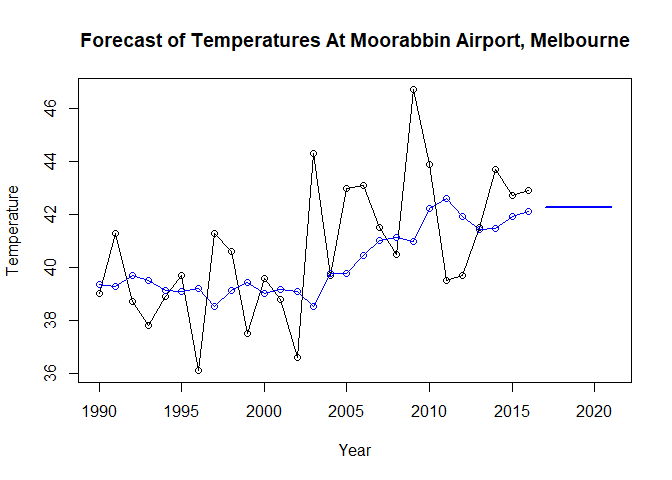 Forecast of Temperatures At Moorabbin Airport, Melbourne
46
44
42
40
38
36
Temperature
1990 1995 2000 2005 2010 2015 2020
Year